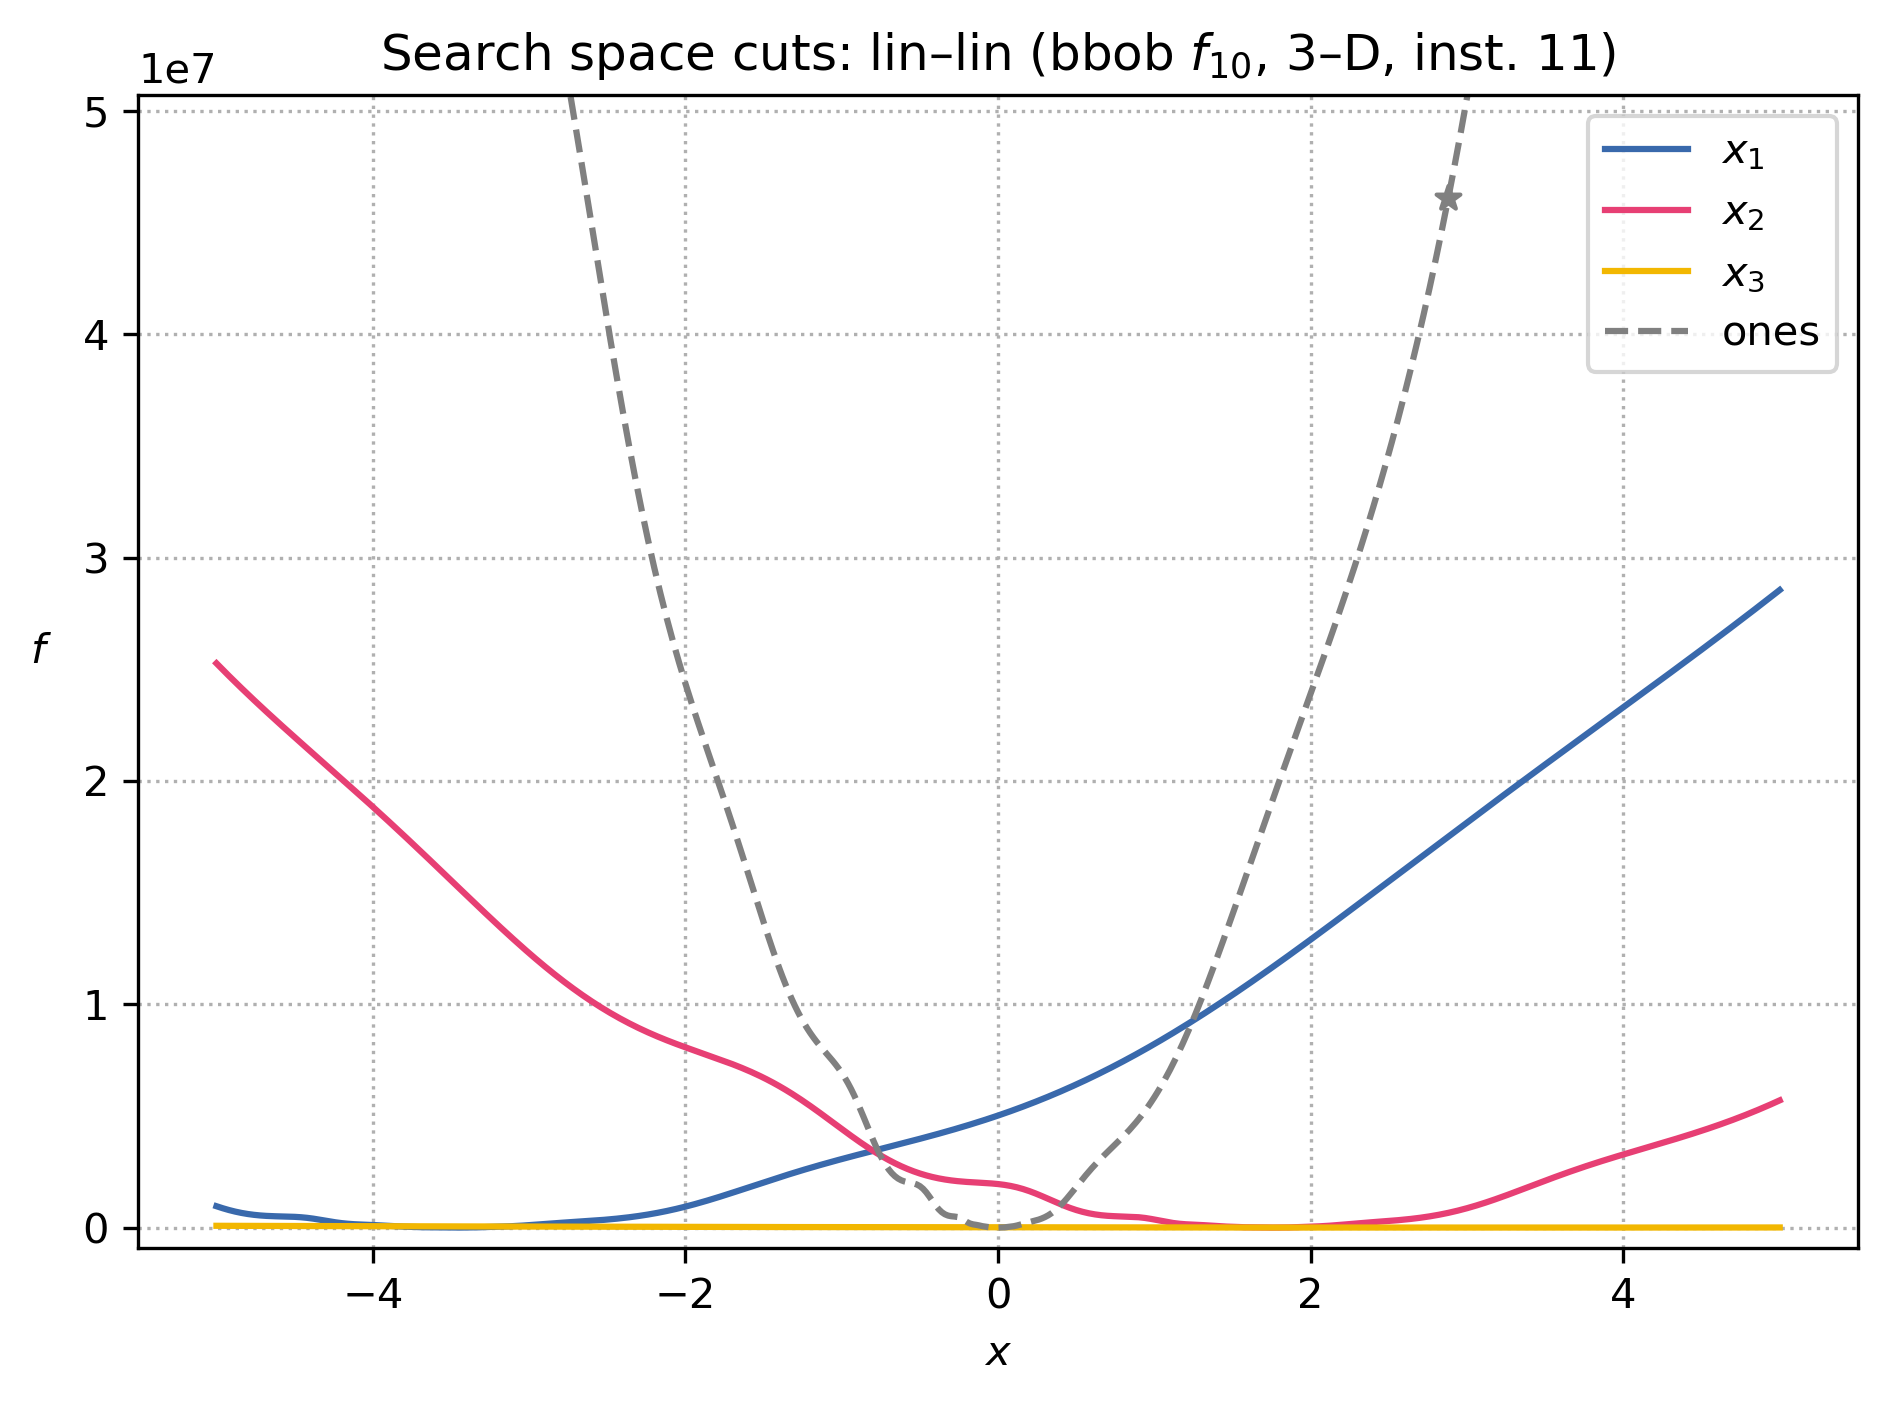 Search space cuts: lin–lin (bbob f₁₀, 3–D, inst. 11)
1e7
5
4
3
2
1
0
f
−4 −2 0 2 4
x
x₁
x₂
x₃
ones